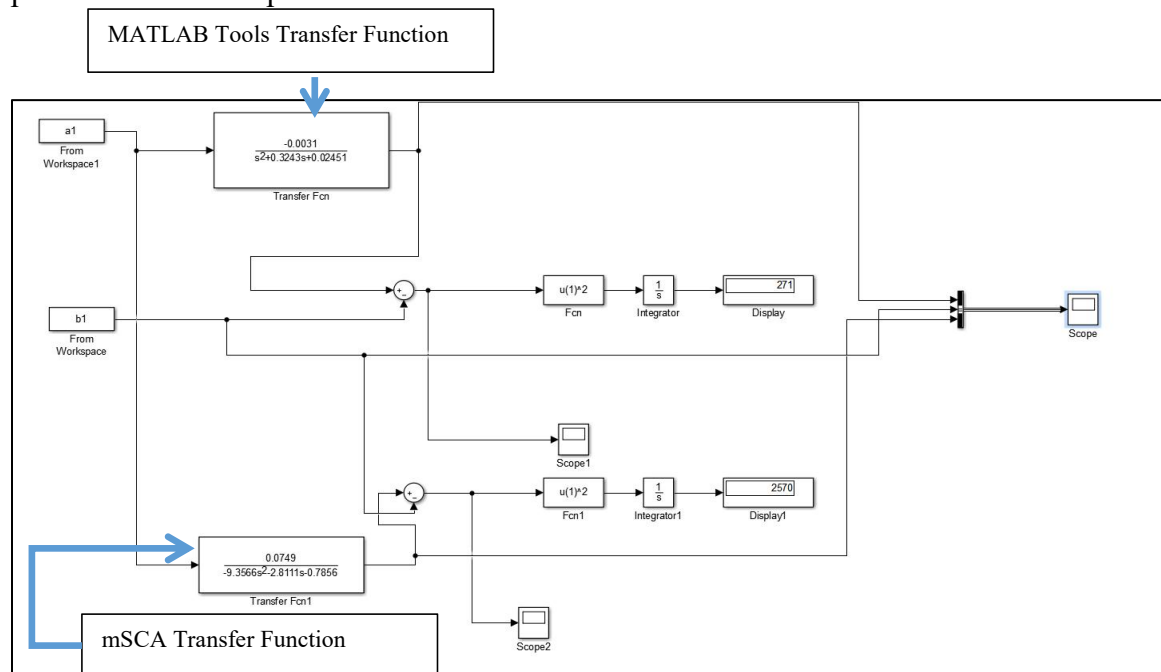 MATLAB Tools Transfer Function
a1
From
Workspace1
-0.0031
s2+0.3243s+0.02451
Transfer Fcn
b1
From
Workspace
+
−
u(1)^2
Fcn
1
s
Integrator
271
Display
Scope
Scope1
+
−
u(1)^2
Fcn1
1
s
Integrator1
2570
Display1
0.0749
-9.3566s2-2.8111s-0.7856
Transfer Fcn1
Scope2
mSCA Transfer Function